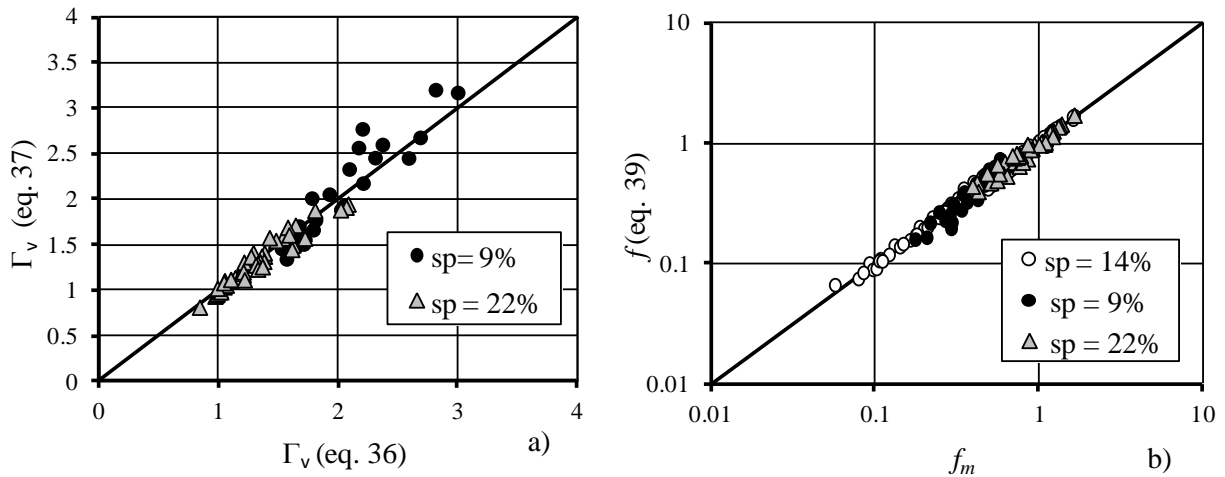 4
3.5
3
2.5
2
1.5
1
0.5
0
0 1 2 3 4
Γv (eq. 37)
Γv (eq. 36)
sp= 9%
sp = 22%
a)
10
1
0.1
0.01
0.01 0.1 1 10
f (eq. 39)
fm
sp = 14%
sp = 9%
sp = 22%
b)